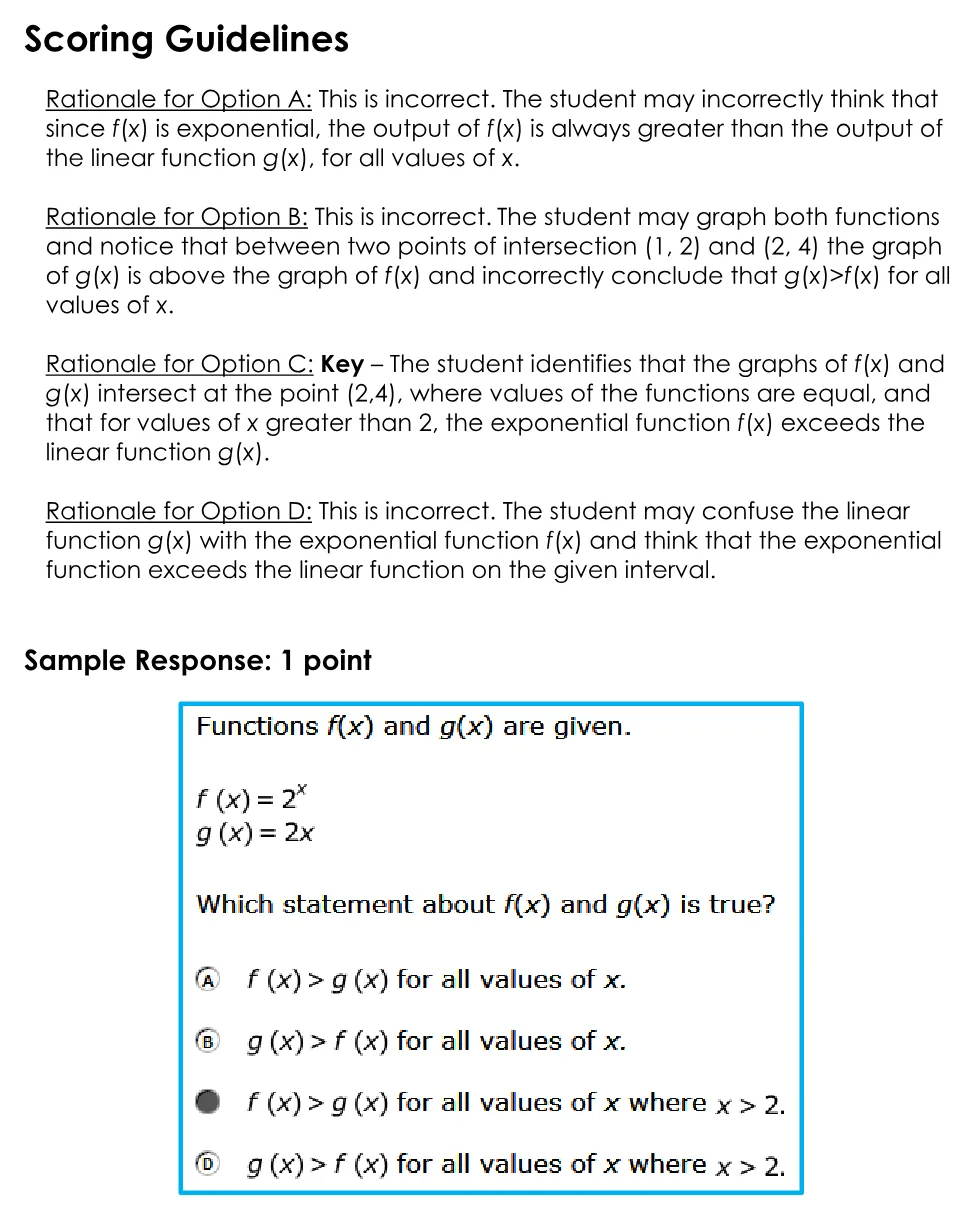 Scoring Guidelines
Rationale for Option A: This is incorrect. The student may incorrectly think that
since f(x) is exponential, the output of f(x) is always greater than the output of
the linear function g(x), for all values of x.
Rationale for Option B: This is incorrect. The student may graph both functions
and notice that between two points of intersection (1, 2) and (2, 4) the graph
of g(x) is above the graph of f(x) and incorrectly conclude that g(x)>f(x) for all
values of x.
Rationale for Option C: Key – The student identifies that the graphs of f(x) and
g(x) intersect at the point (2,4), where values of the functions are equal, and
that for values of x greater than 2, the exponential function f(x) exceeds the
linear function g(x).
Rationale for Option D: This is incorrect. The student may confuse the linear
function g(x) with the exponential function f(x) and think that the exponential
function exceeds the linear function on the given interval.
Sample Response: 1 point
Functions f(x) and g(x) are given.
f (x) = 2ˣ
g (x) = 2x
Which statement about f(x) and g(x) is true?
A f (x) > g (x) for all values of x.
B g (x) > f (x) for all values of x.
f (x) > g (x) for all values of x where x > 2.
D g (x) > f (x) for all values of x where x > 2.